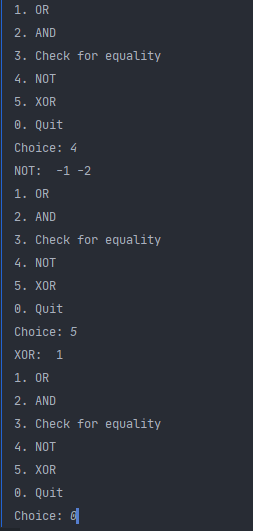 1. OR
2. AND
3. Check for equality
4. NOT
5. XOR
0. Quit
Choice: 4
NOT:  -1 -2
1. OR
2. AND
3. Check for equality
4. NOT
5. XOR
0. Quit
Choice: 5
XOR:  1
1. OR
2. AND
3. Check for equality
4. NOT
5. XOR
0. Quit
Choice: 0